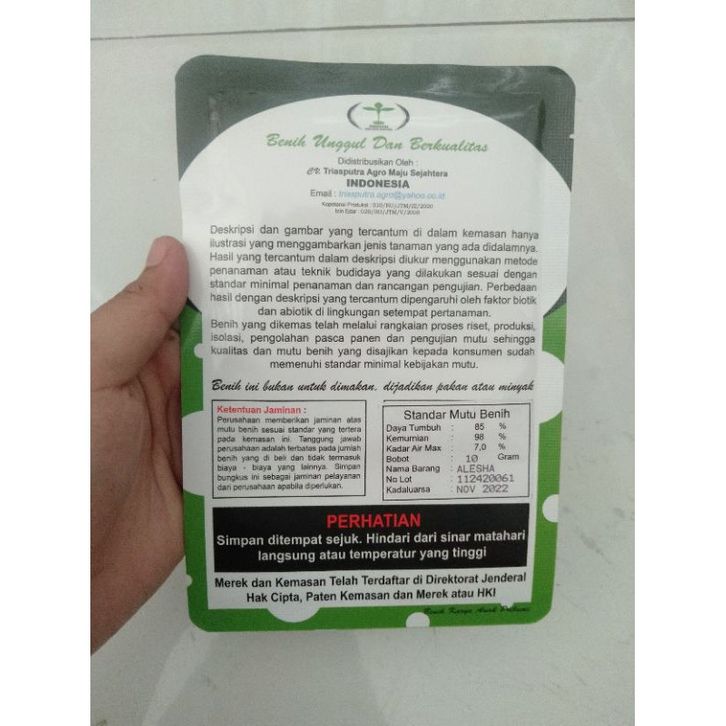 Benih Unggul Dan Berkualitas
Didistribusikan Oleh :
CV. Triasputra Agro Maju Sejahtera
INDONESIA
Email : triasputra.agro@yahoo.co.id
Deskripsi dan gambar yang tercantum di dalam kemasan hanya
ilustrasi yang menggambarkan jenis tanaman yang ada didalamnya.
Hasil yang tercantum dalam deskripsi diukur menggunakan metode
penanaman atau teknik budidaya yang dilakukan sesuai dengan
standar minimal penanaman dan rancangan pengujian. Perbedaan
hasil dengan deskripsi yang tercantum dipengaruhi oleh faktor biotik
dan abiotik di lingkungan setempat pertanaman.
Benih yang dikemas telah melalui rangkaian proses riset, produksi,
isolasi, pengolahan pasca panen dan pengujian mutu sehingga
kualitas dan mutu benih yang disajikan kepada konsumen sudah
memenuhi standar minimal kebijakan mutu.
Benih ini bukan untuk dimakan, dijadikan pakan atau minyak
Ketentuan Jaminan :
Perusahaan memberikan jaminan atas
mutu benih sesuai standar yang tertera
pada kemasan ini. Tanggung jawab
perusahaan adalah terbatas pada jumlah
benih yang di beli dan tidak termasuk
biaya - biaya yang lainnya. Simpan
bungkus ini sebagai jaminan pelayanan
dari perusahaan apabila diperlukan.
Standar Mutu Benih
Daya Tumbuh : 85 %
Kemurnian : 98 %
Kadar Air Max : 7,0 %
Bobot : 10 Gram
Nama Barang : ALESHA
No Lot : 112420061
Kadaluarsa : NOV 2022
PERHATIAN
Simpan ditempat sejuk. Hindari dari sinar matahari
langsung atau temperatur yang tinggi
Merek dan Kemasan Telah Terdaftar di Direktorat Jenderal
Hak Cipta, Paten Kemasan dan Merek atau HKI
Benih Karya Anak